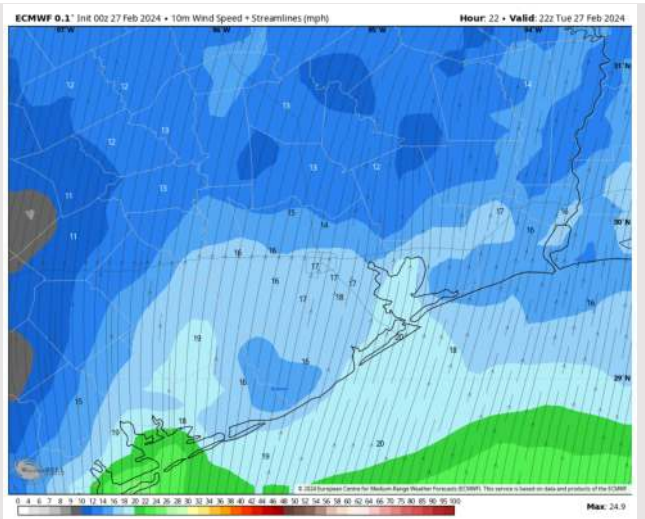 ECMWF 0.1° Init 00z 27 Feb 2024 • 10m Wind Speed + Streamlines (mph) Hour: 22 • Valid: 22z Tue 27 Feb 2024
97°W 96°W 95°W 94°W
31°N
12 12 13 14
12 13
13 12
11 13
15 14 17 16 30°N
11 16
16 16
17
16 17 17
17 18 16
19 20
18
16
16 29°N
15
18
19 19
20
19
© 2024 European Centre for Medium-Range Weather Forecasts (ECMWF). This service is based on data and products of the ECMWF
0 4 6 7 8 9 10 12 14 16 18 20 22 24 26 28 30 32 34 36 38 40 42 44 46 48 50 52 54 56 58 60 65 70 75 80 85 90 95 100
Max: 24.9